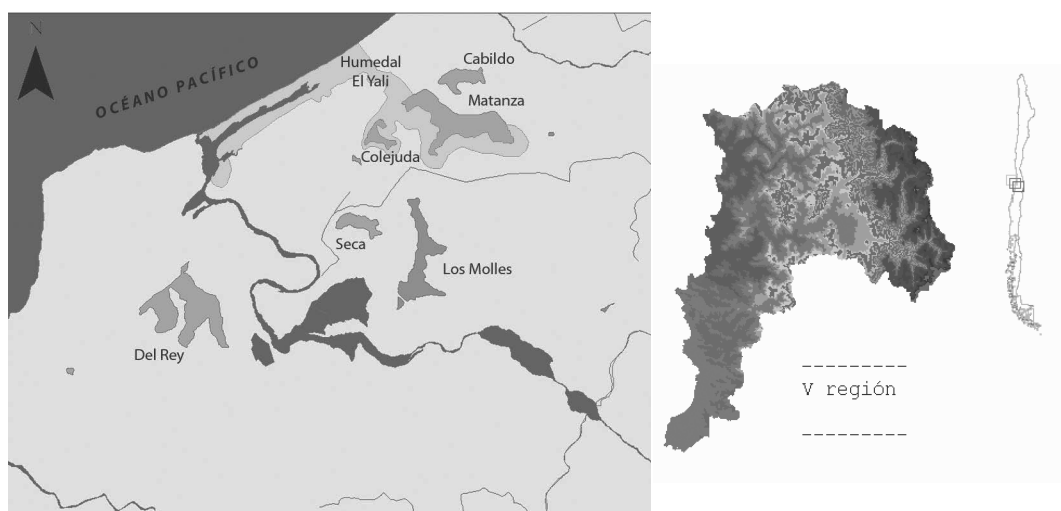 N
OCÉANO PACÍFICO
Humedal
El Yali
Cabildo
Matanza
Colejuda
Seca
Los Molles
Del Rey
V región